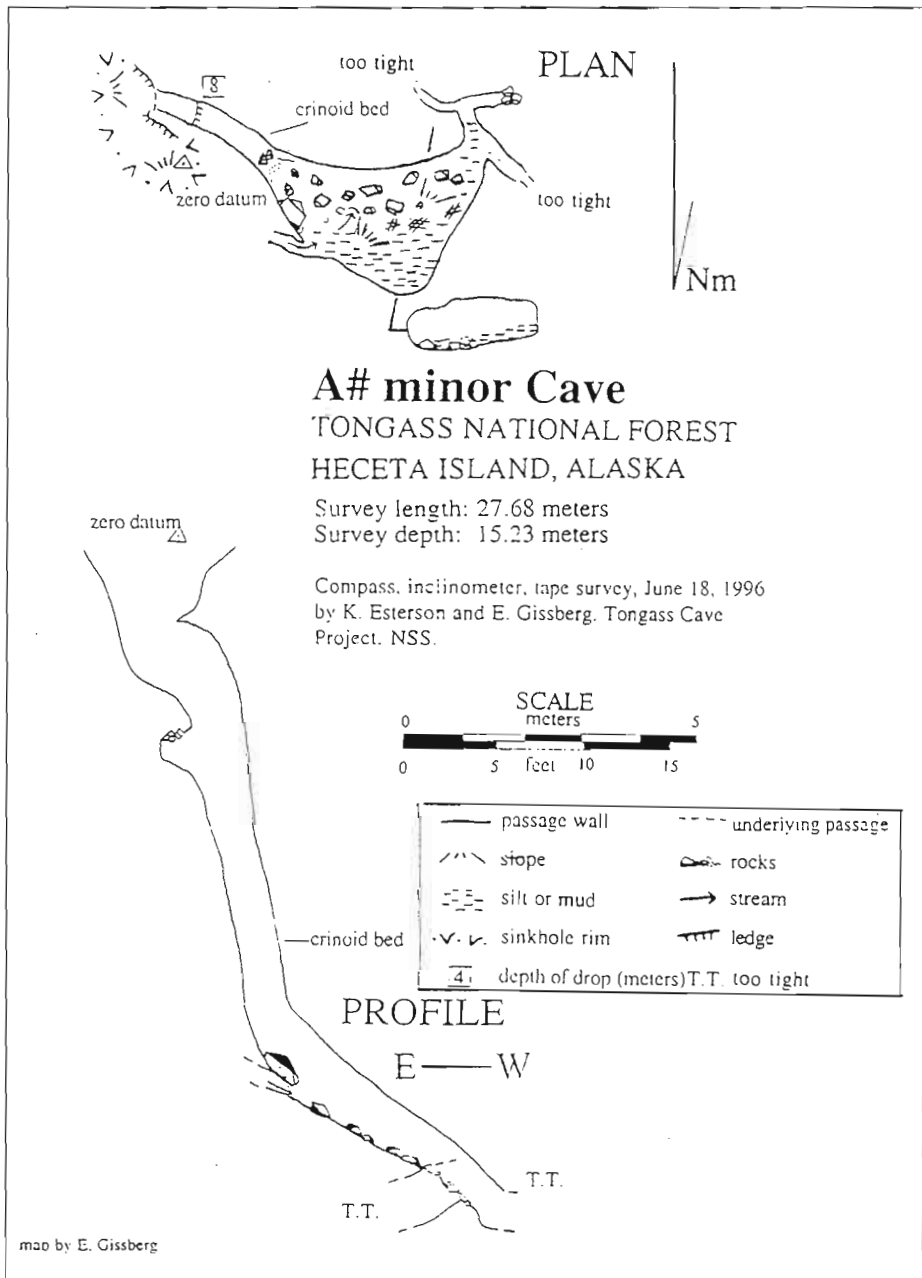 PLAN
too tight
8
crinoid bed
zero datum
too tight
Nm
A# minor Cave
TONGASS NATIONAL FOREST
HECETA ISLAND, ALASKA
Survey length: 27.68 meters
Survey depth: 15.23 meters
zero datum
Compass, inclinometer, tape survey, June 18, 1996
by K. Esterson and E. Gissberg. Tongass Cave
Project. NSS.
SCALE
meters
0 5
0 5 feet 10 15
passage wall underlying passage
slope rocks
silt or mud stream
sinkhole rim ledge
4 depth of drop (meters) T.T. too tight
crinoid bed
PROFILE
E W
T.T.
T.T.
map by E. Gissberg